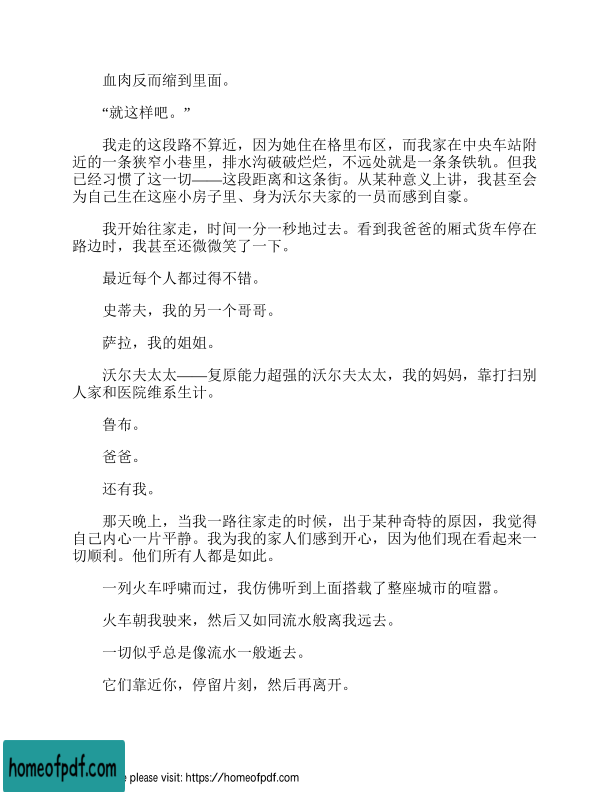 血肉反而缩到里面。
“就这样吧。”
我走的这段路不算近，因为她住在格里布区，而我家在中央车站附
近的一条狭窄小巷里，排水沟破破烂烂，不远处就是一条条铁轨。但我
已经习惯了这一切——这段距离和这条街。从某种意义上讲，我甚至会
为自己生在这座小房子里、身为沃尔夫家的一员而感到自豪。
我开始往家走，时间一分一秒地过去。看到我爸爸的厢式货车停在
路边时，我甚至还微微笑了一下。
最近每个人都过得不错。
史蒂夫，我的另一个哥哥。
萨拉，我的姐姐。
沃尔夫太太——复原能力超强的沃尔夫太太，我的妈妈，靠打扫别
人家和医院维系生计。
鲁布。
爸爸。
还有我。
那天晚上，当我一路往家走的时候，出于某种奇特的原因，我觉得
自己内心一片平静。我为我的家人们感到开心，因为他们现在看起来一
切顺利。他们所有人都是如此。
一列火车呼啸而过，我仿佛听到上面搭载了整座城市的喧嚣。
火车朝我驶来，然后又如同流水般离我远去。
一切似乎总是像流水一般逝去。
它们靠近你，停留片刻，然后再离开。
homeofpdf.com
e please visit: https://homeofpdf.com